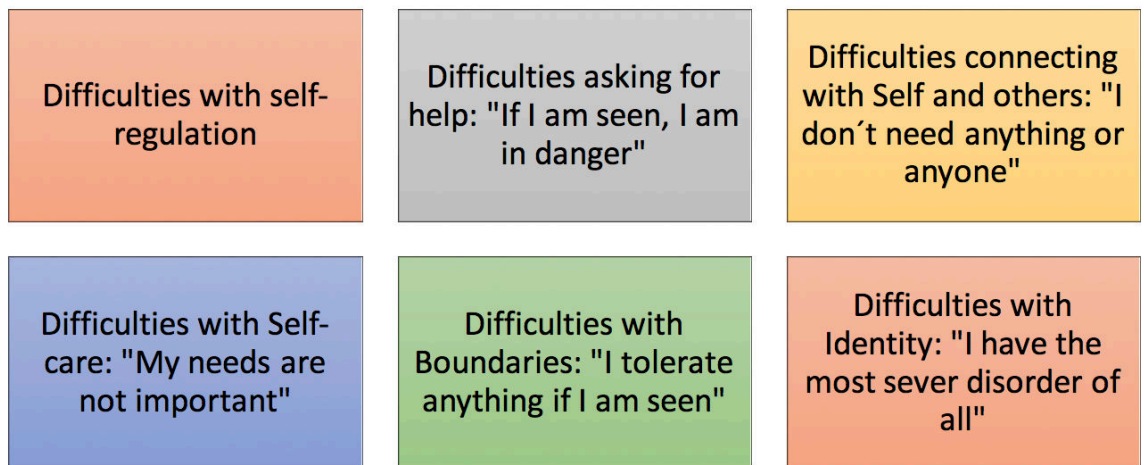 Difficulties with self-
regulation
Difficulties asking for
help: "If I am seen, I am
in danger"
Difficulties connecting
with Self and others: "I
don´t need anything or
anyone"
Difficulties with Self-
care: "My needs are
not important"
Difficulties with
Boundaries: "I tolerate
anything if I am seen"
Difficulties with
Identity: "I have the
most sever disorder of
all"